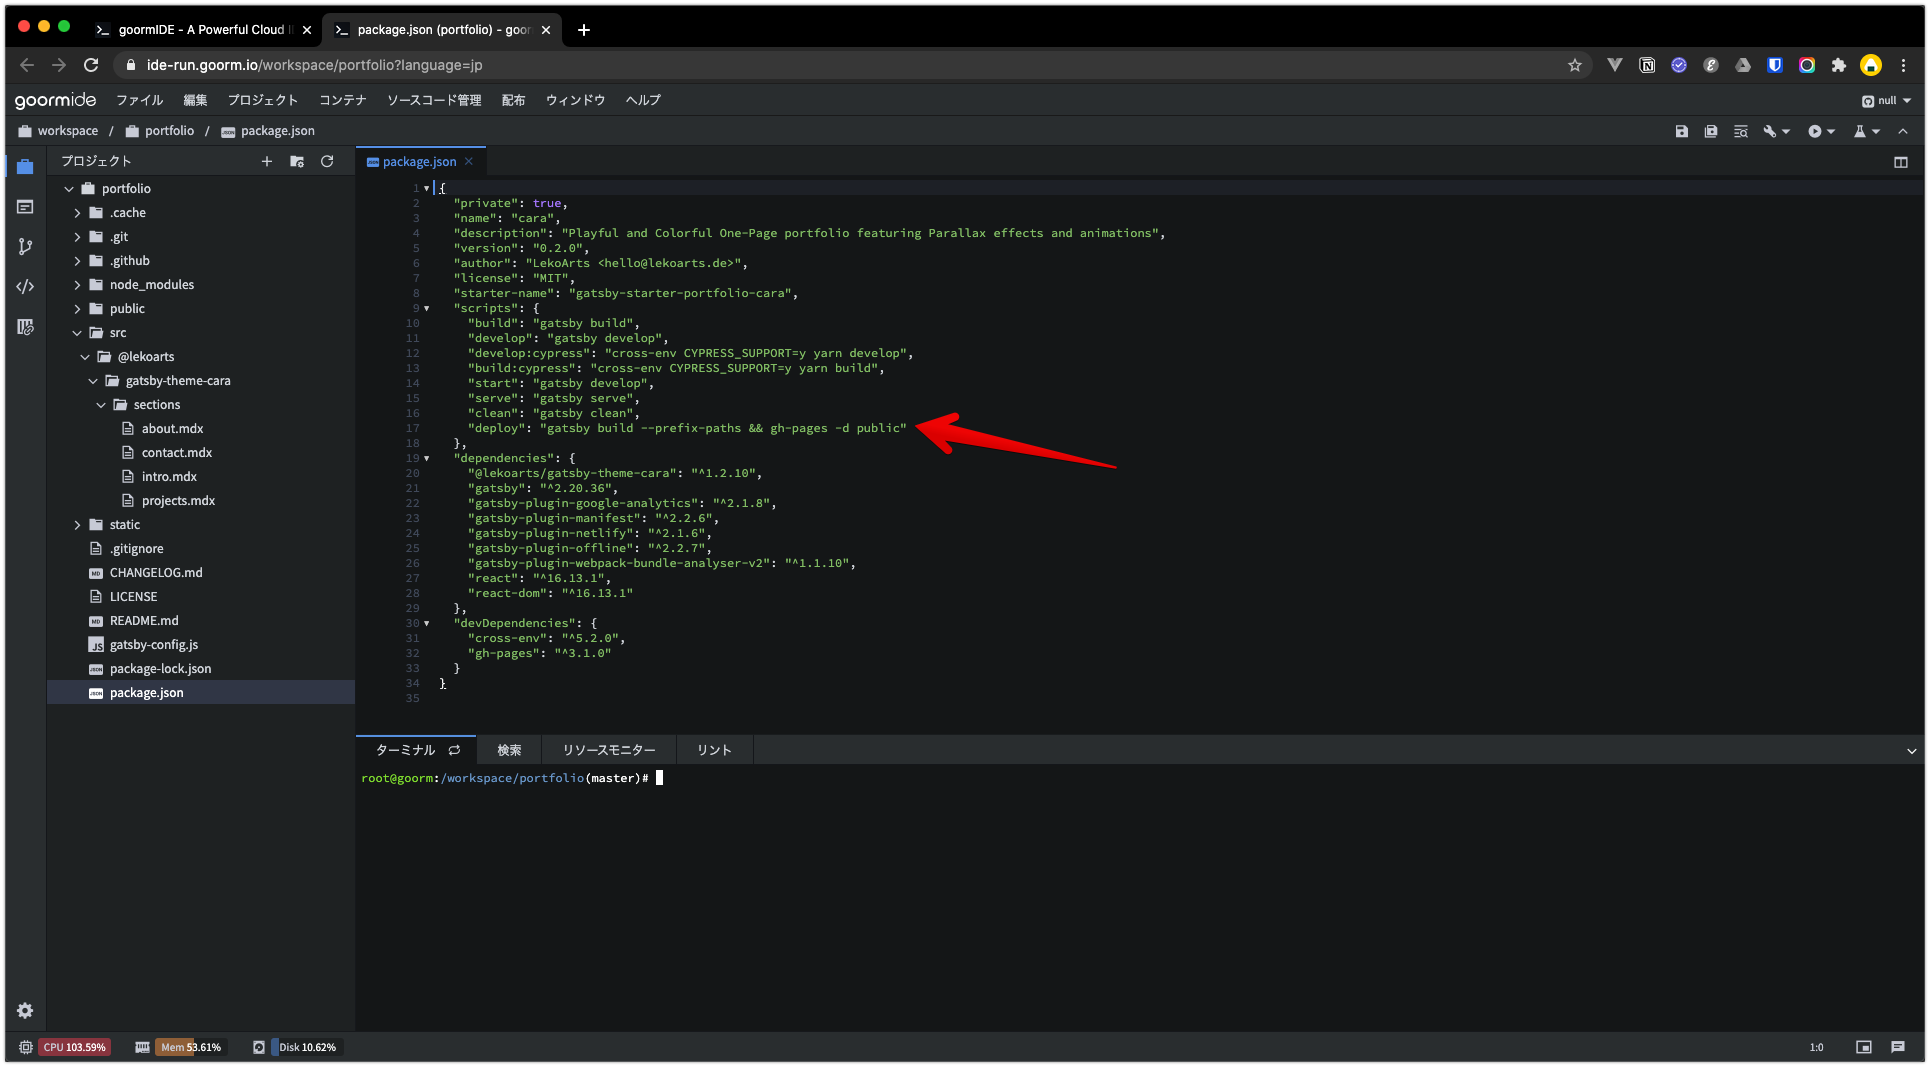 goormIDE - A Powerful Cloud I
package.json (portfolio) - goor
ide-run.goorm.io/workspace/portfolio?language=jp
goormide ファイル 編集 プロジェクト コンテナ ソースコード管理 配布 ウィンドウ ヘルプ
null
workspace / portfolio / package.json
プロジェクト
portfolio
.cache
.git
.github
node_modules
public
src
@lekoarts
gatsby-theme-cara
sections
about.mdx
contact.mdx
intro.mdx
projects.mdx
static
.gitignore
CHANGELOG.md
LICENSE
README.md
gatsby-config.js
package-lock.json
package.json
package.json
1 {
2 "private": true,
3 "name": "cara",
4 "description": "Playful and Colorful One-Page portfolio featuring Parallax effects and animations",
5 "version": "0.2.0",
6 "author": "LekoArts <hello@lekoarts.de>",
7 "license": "MIT",
8 "starter-name": "gatsby-starter-portfolio-cara",
9 "scripts": {
10 "build": "gatsby build",
11 "develop": "gatsby develop",
12 "develop:cypress": "cross-env CYPRESS_SUPPORT=y yarn develop",
13 "build:cypress": "cross-env CYPRESS_SUPPORT=y yarn build",
14 "start": "gatsby develop",
15 "serve": "gatsby serve",
16 "clean": "gatsby clean",
17 "deploy": "gatsby build --prefix-paths && gh-pages -d public"
18 },
19 "dependencies": {
20 "@lekoarts/gatsby-theme-cara": "^1.2.10",
21 "gatsby": "^2.20.36",
22 "gatsby-plugin-google-analytics": "^2.1.8",
23 "gatsby-plugin-manifest": "^2.2.6",
24 "gatsby-plugin-netlify": "^2.1.6",
25 "gatsby-plugin-offline": "^2.2.7",
26 "gatsby-plugin-webpack-bundle-analyser-v2": "^1.1.10",
27 "react": "^16.13.1",
28 "react-dom": "^16.13.1"
29 },
30 "devDependencies": {
31 "cross-env": "^5.2.0",
32 "gh-pages": "^3.1.0"
33 }
34 }
35
ターミナル 検索 リソースモニター リント
root@goorm:/workspace/portfolio(master)#
CPU 103.59% Mem 53.61% Disk 10.62%
1:0